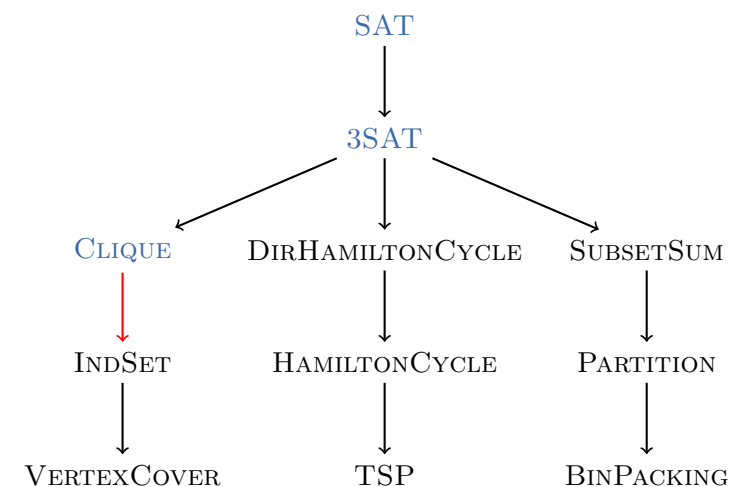 SAT
3SAT
Clique DirHamiltonCycle SubsetSum
IndSet HamiltonCycle Partition
VertexCover TSP BinPacking